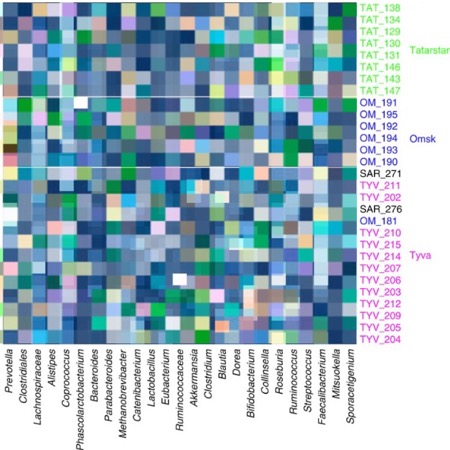 TAT_138
TAT_134
TAT_129
TAT_130
TAT_131
TAT_146
TAT_143
TAT_147
Tatarstar
OM_191
OM_195
OM_192
OM_194
OM_193
OM_190
Omsk
SAR_271
TYV_211
TYV_202
SAR_276
OM_181
TYV_210
TYV_215
TYV_214
TYV_207
TYV_206
TYV_203
TYV_212
TYV_209
TYV_205
TYV_204
Tyva
Prevotella
Clostridiales
Lachnospiraceae
Alistipes
Coprococcus
Phascolarctobacterium
Bacteroides
Parabacteroides
Methanobrevibacter
Catenibacterium
Lactobacillus
Eubacterium
Ruminococcaceae
Akkermansia
Clostridium
Blautia
Dorea
Bifidobacterium
Collinsella
Roseburia
Ruminococcus
Streptococcus
Faecalibacterium
Mitsuokella
Sporacetigenium